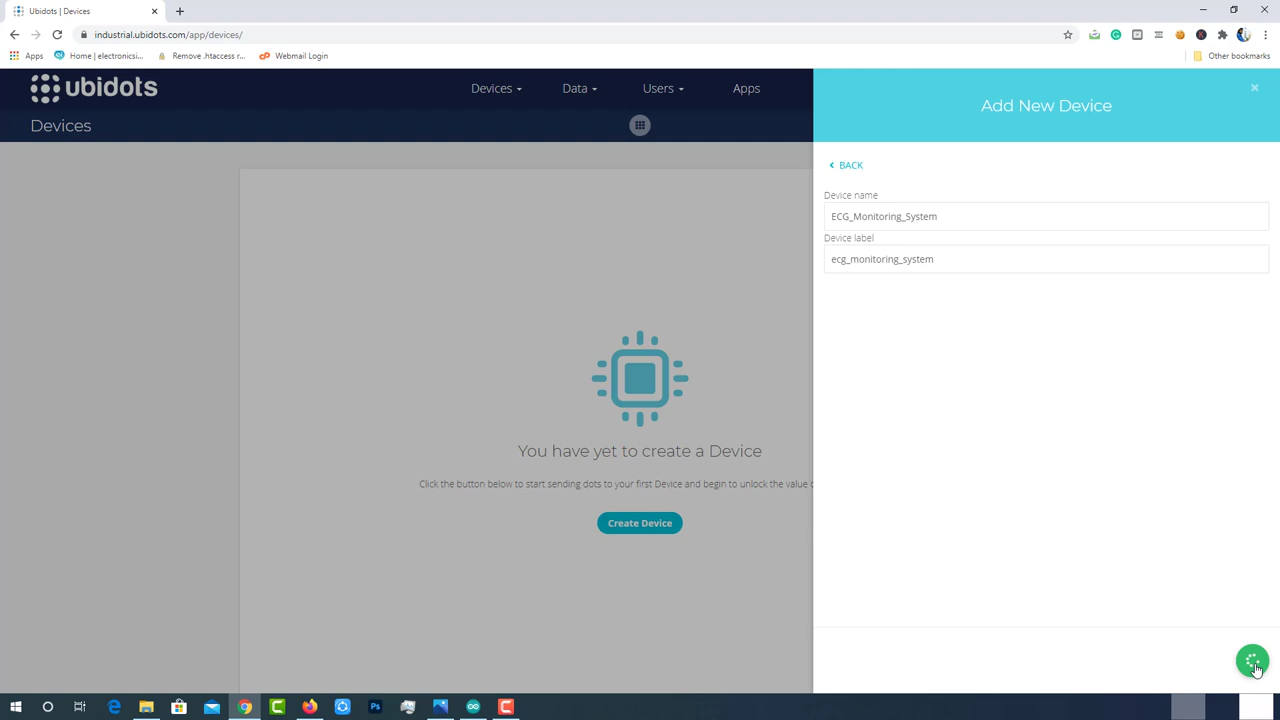 Ubidots | Devices
industrial.ubidots.com/app/devices/
Apps Home | electronicsi... Remove .htaccess r... Webmail Login Other bookmarks
ubidots Devices Data Users Apps
Devices
Add New Device
BACK
Device name
ECG_Monitoring_System
Device label
ecg_monitoring_system
You have yet to create a Device
Click the button below to start sending dots to your first Device and begin to unlock the value
Create Device